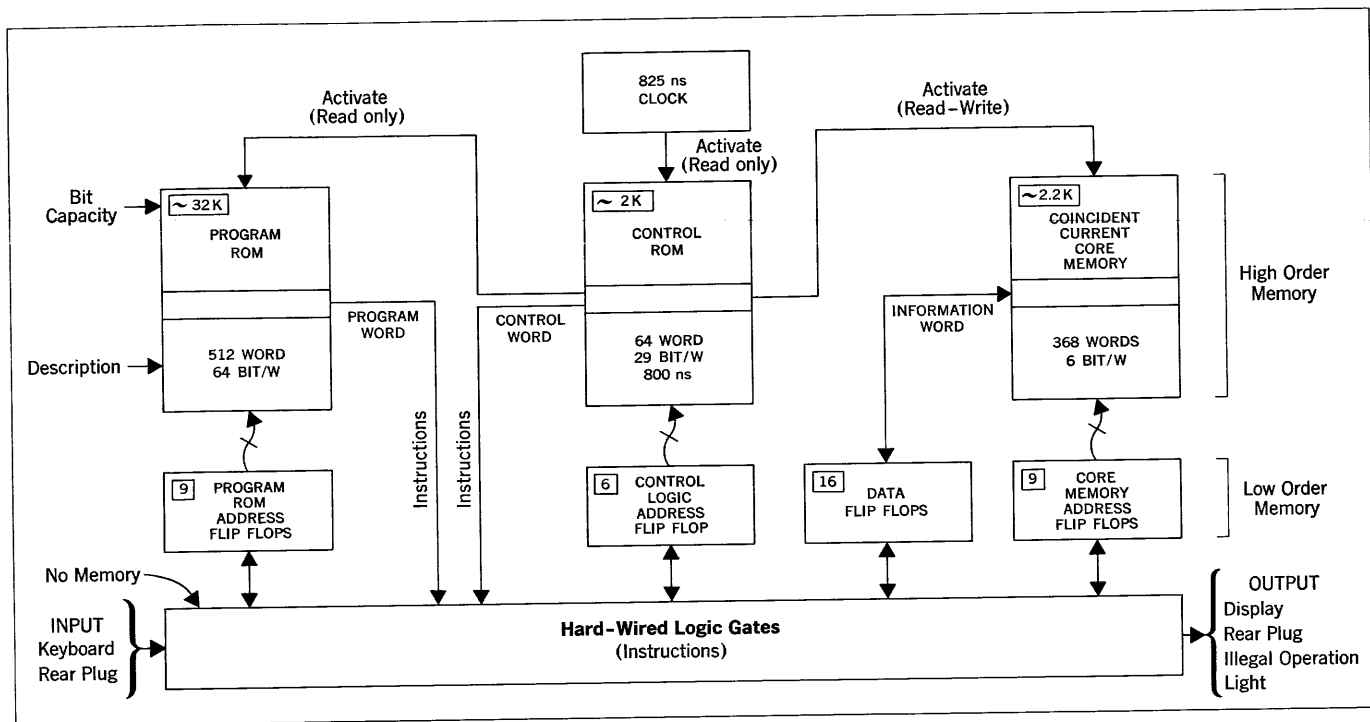 825 ns
CLOCK
Activate
(Read only)
Activate
(Read-Write)
Activate
(Read only)
Bit
Capacity
~ 32K
PROGRAM
ROM
~ 2K
CONTROL
ROM
~2.2K
COINCIDENT
CURRENT
CORE
MEMORY
High Order
Memory
PROGRAM
WORD
CONTROL
WORD
INFORMATION
WORD
Description
512 WORD
64 BIT/W
64 WORD
29 BIT/W
800 ns
368 WORDS
6 BIT/W
Instructions
Instructions
9
PROGRAM
ROM
ADDRESS
FLIP FLOPS
6
CONTROL
LOGIC
ADDRESS
FLIP FLOP
16
DATA
FLIP FLOPS
9
CORE
MEMORY
ADDRESS
FLIP FLOPS
Low Order
Memory
No Memory
INPUT
Keyboard
Rear Plug
Hard-Wired Logic Gates
(Instructions)
OUTPUT
Display
Rear Plug
Illegal Operation
Light